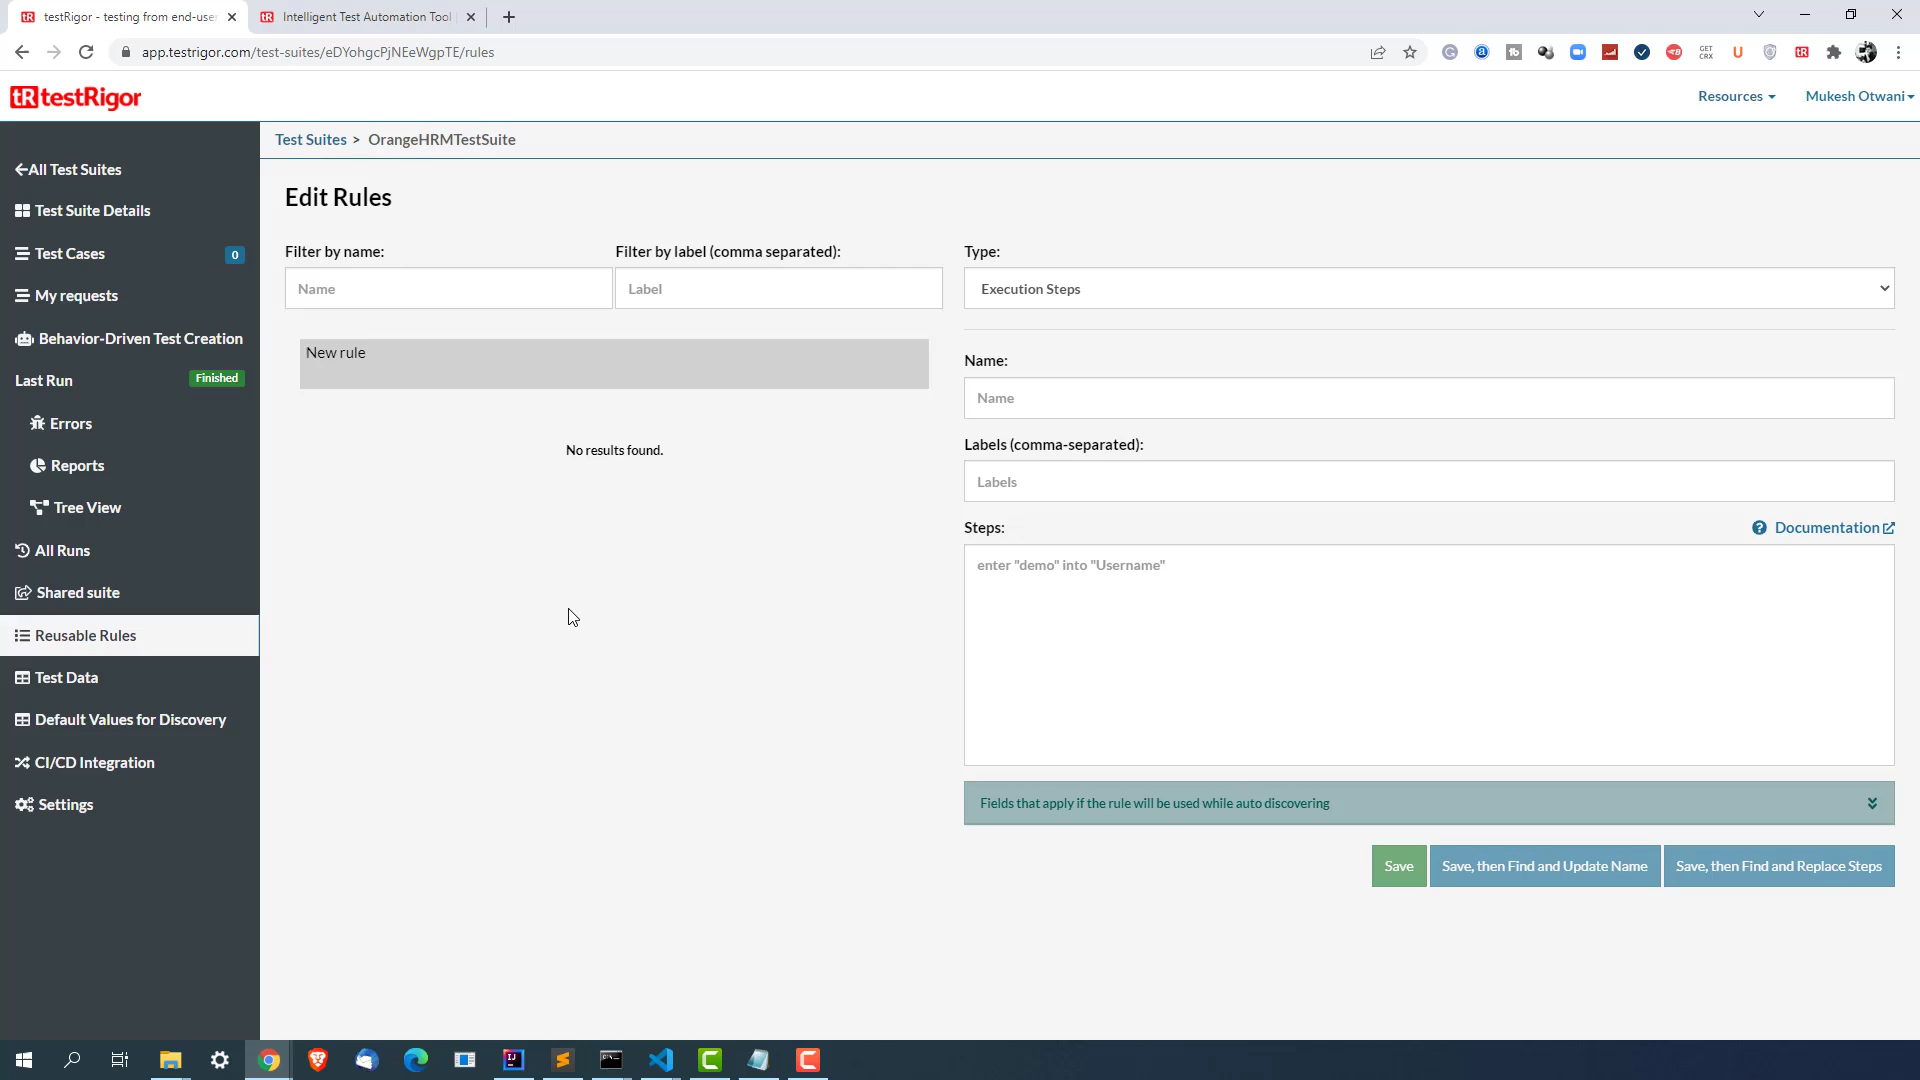 testRigor - testing from end-use
Intelligent Test Automation Tool
app.testrigor.com/test-suites/eDYohgcPjNEeWgpTE/rules
GET
CRX
tR testRigor
Resources
Mukesh Otwani
Test Suites > OrangeHRMTestSuite
All Test Suites
Test Suite Details
Test Cases
0
My requests
Behavior-Driven Test Creation
Last Run
Finished
Errors
Reports
Tree View
All Runs
Shared suite
Reusable Rules
Test Data
Default Values for Discovery
CI/CD Integration
Settings
Edit Rules
Filter by name:
Filter by label (comma separated):
Name
Label
New rule
No results found.
Type:
Execution Steps
Name:
Name
Labels (comma-separated):
Labels
Steps:
Documentation
enter "demo" into "Username"
Fields that apply if the rule will be used while auto discovering
Save
Save, then Find and Update Name
Save, then Find and Replace Steps